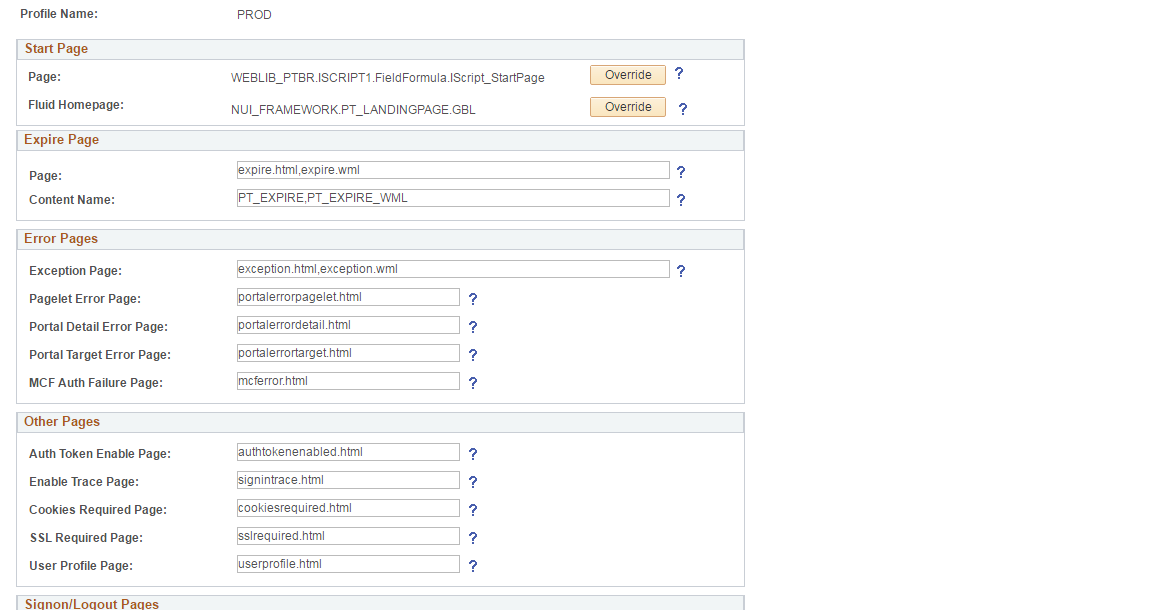 Profile Name: PROD
Start Page
Page: WEBLIB_PTBR.ISCRIPT1.FieldFormula.IScript_StartPage Override ?
Fluid Homepage: NUI_FRAMEWORK.PT_LANDINGPAGE.GBL Override ?
Expire Page
Page: expire.html,expire.wml ?
Content Name: PT_EXPIRE,PT_EXPIRE_WML ?
Error Pages
Exception Page: exception.html,exception.wml ?
Pagelet Error Page: portalerrorpagelet.html ?
Portal Detail Error Page: portalerrordetail.html ?
Portal Target Error Page: portalerrortarget.html ?
MCF Auth Failure Page: mcferror.html ?
Other Pages
Auth Token Enable Page: authtokenenabled.html ?
Enable Trace Page: signintrace.html ?
Cookies Required Page: cookiesrequired.html ?
SSL Required Page: sslrequired.html ?
User Profile Page: userprofile.html ?
Signon/Logout Pages